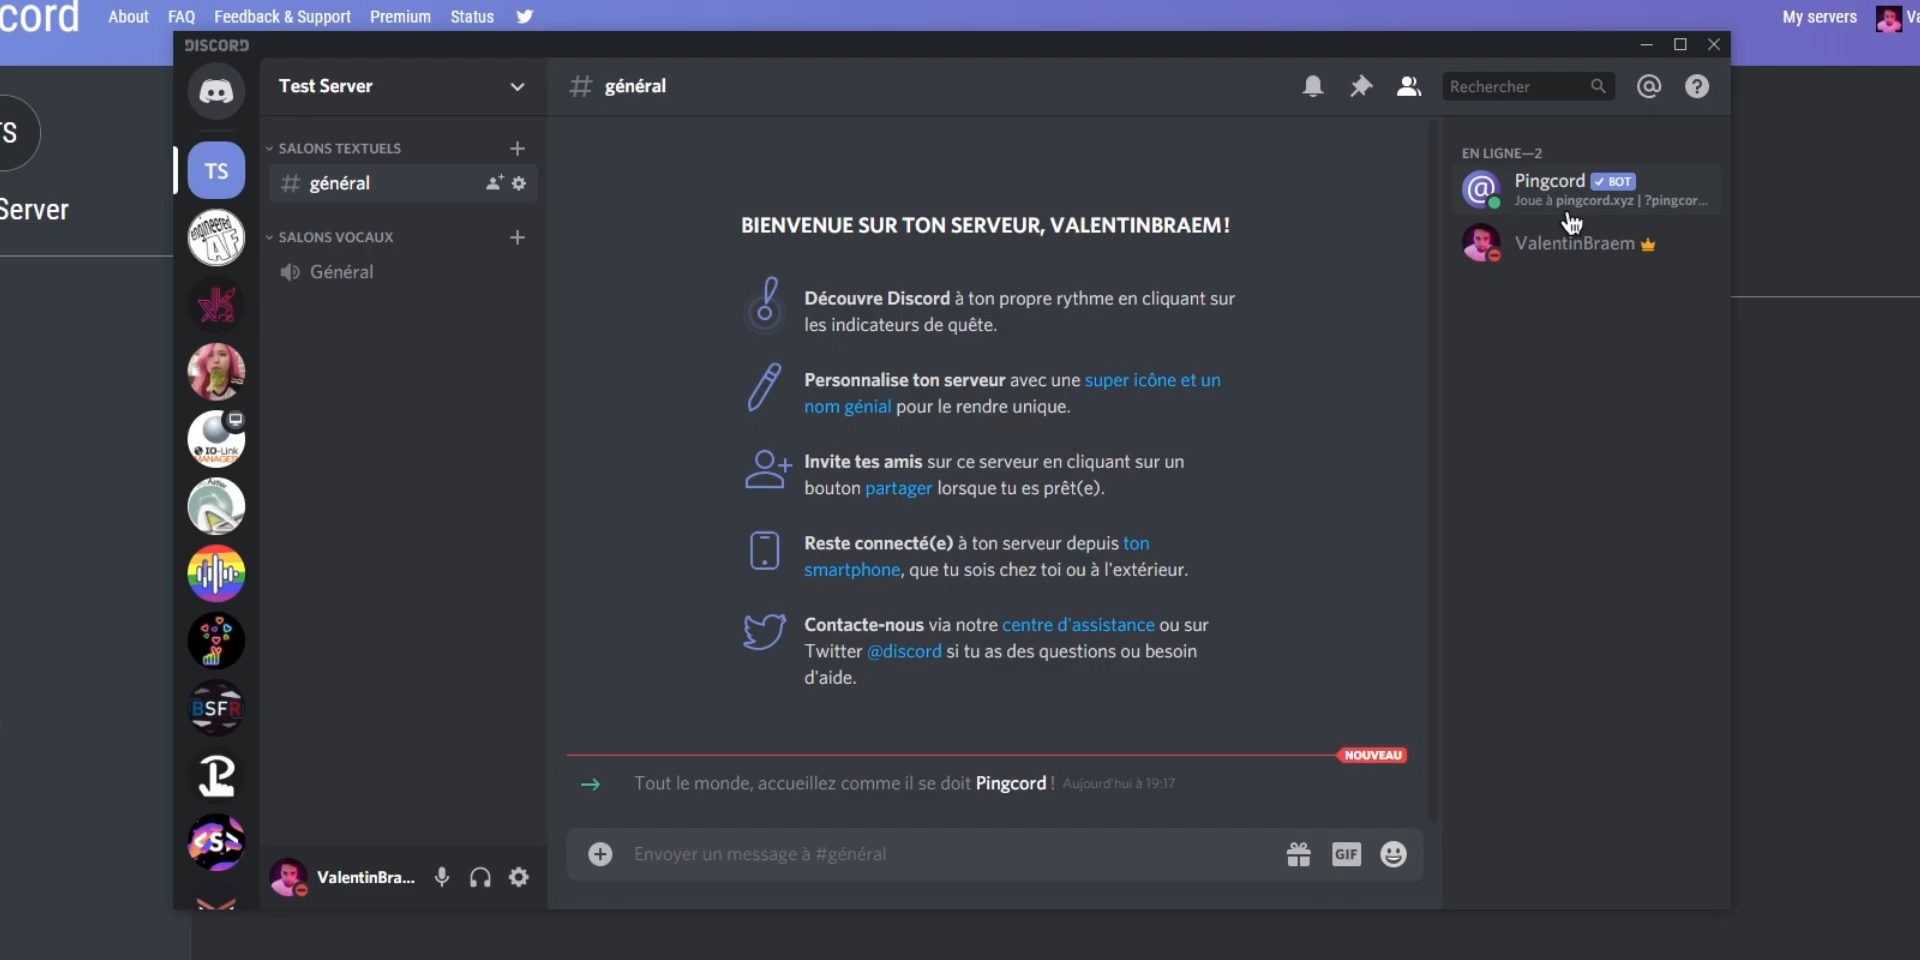 cord
About FAQ Feedback & Support Premium Status
My servers
DISCORD
Test Server
# général
Rechercher
TS
Server
SALONS TEXTUELS
# général
SALONS VOCAUX
Général
TS
engineered AF
IO-Link
MANAGER
BSFR
<S>
BIENVENUE SUR TON SERVEUR, VALENTINBRAEM !
Découvre Discord à ton propre rythme en cliquant sur
les indicateurs de quête.
Personnalise ton serveur avec une super icône et un
nom génial pour le rendre unique.
Invite tes amis sur ce serveur en cliquant sur un
bouton partager lorsque tu es prêt(e).
Reste connecté(e) à ton serveur depuis ton
smartphone, que tu sois chez toi ou à l'extérieur.
Contacte-nous via notre centre d'assistance ou sur
Twitter @discord si tu as des questions ou besoin
d'aide.
NOUVEAU
Tout le monde, accueillez comme il se doit Pingcord ! Aujourd'hui à 19:17
Envoyer un message à #général
GIF
ValentinBra...
EN LIGNE—2
Pingcord BOT
Joue à pingcord.xyz | ?pingcor...
ValentinBraem